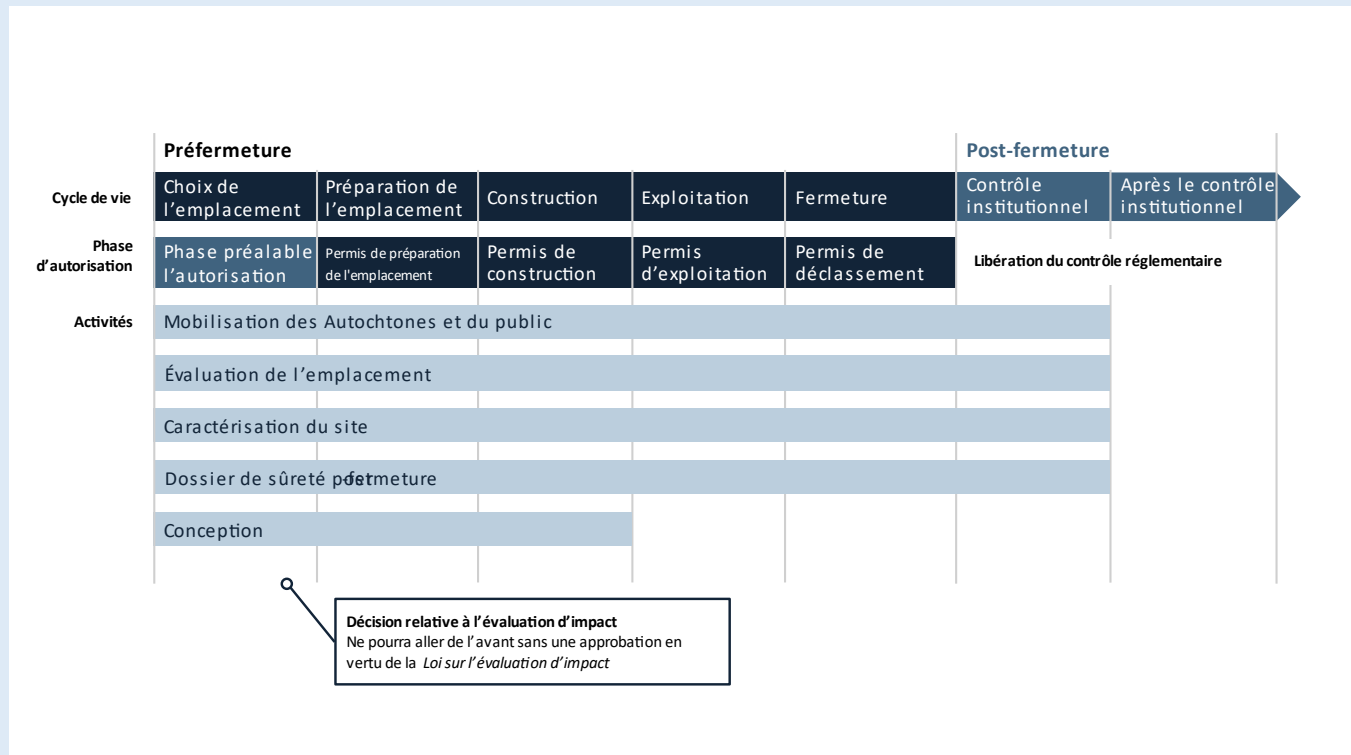 Préfermeture
Post-fermeture
Cycle de vie
Choix de
l’emplacement
Préparation de
l’emplacement
Construction
Exploitation
Fermeture
Contrôle
institutionnel
Après le contrôle
institutionnel
Phase
d’autorisation
Phase préalable
l’autorisation
Permis de préparation
de l'emplacement
Permis de
construction
Permis
d’exploitation
Permis de
déclassement
Libération du contrôle réglementaire
Activités
Mobilisation des Autochtones et du public
Évaluation de l’emplacement
Caractérisation du site
Dossier de sûreté post-fermeture
Conception
Décision relative à l’évaluation d’impact
Ne pourra aller de l’avant sans une approbation en
vertu de la Loi sur l’évaluation d’impact